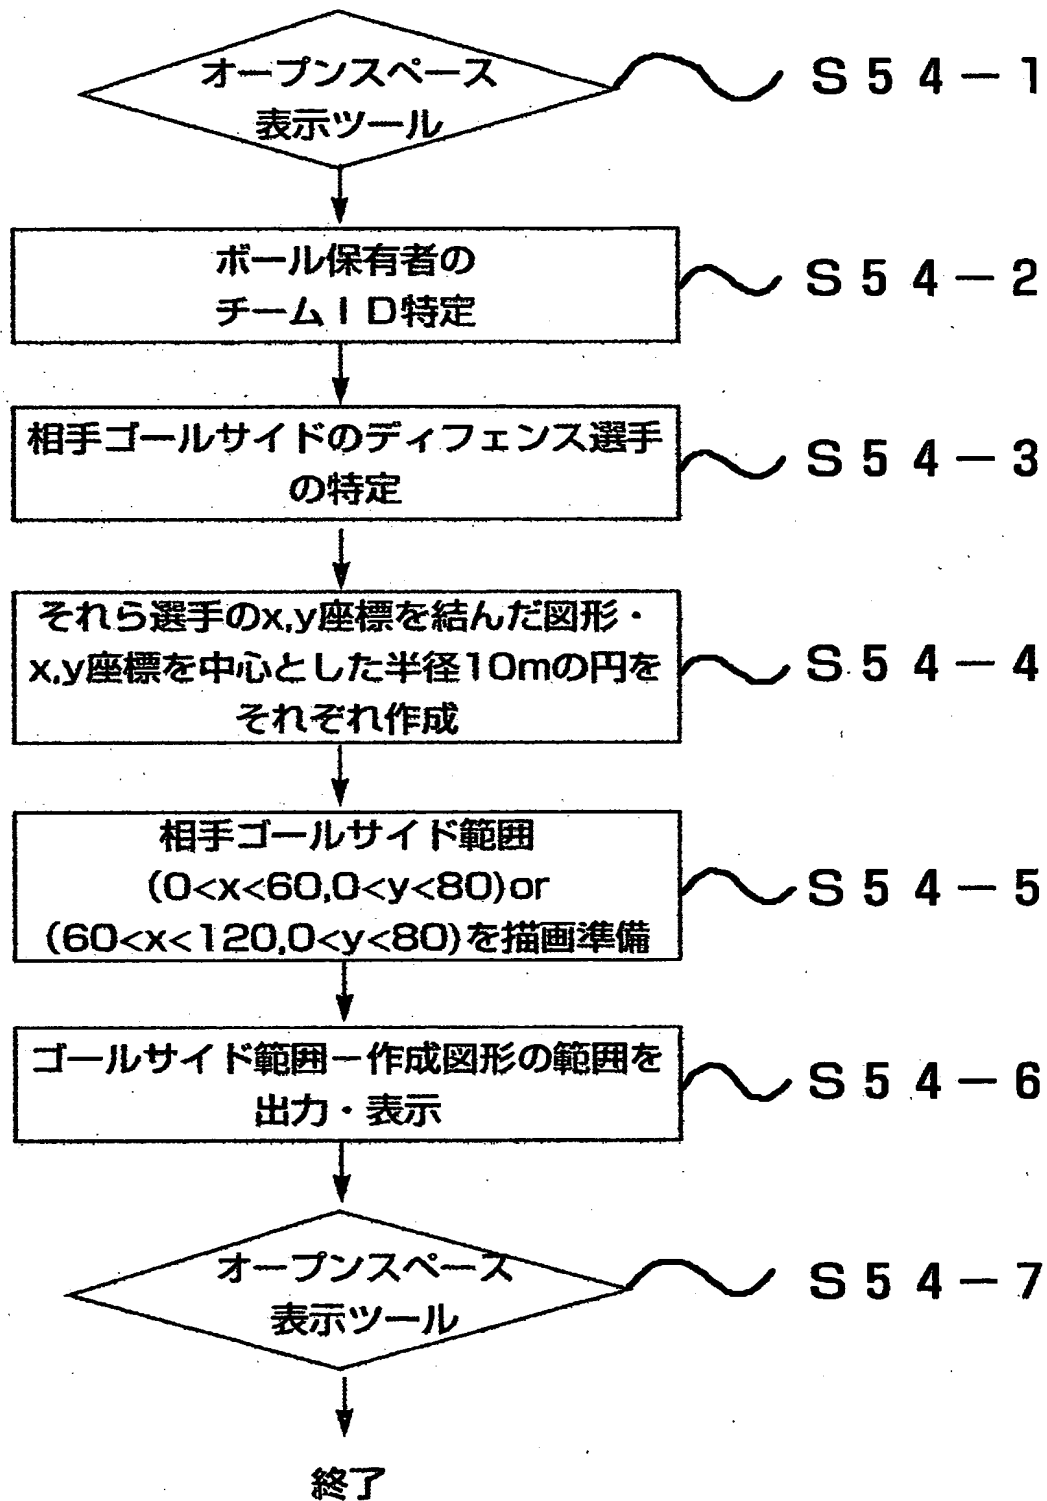 オープンスペース
表示ツール
S54-1
ボール保有者の
チームID特定
S54-2
相手ゴールサイドのディフェンス選手
の特定
S54-3
それら選手のx,y座標を結んだ図形・
x,y座標を中心とした半径10mの円を
それぞれ作成
S54-4
相手ゴールサイド範囲
(0<x<60,0<y<80)or
(60<x<120,0<y<80)を描画準備
S54-5
ゴールサイド範囲ー作成図形の範囲を
出力・表示
S54-6
オープンスペース
表示ツール
S54-7
終了